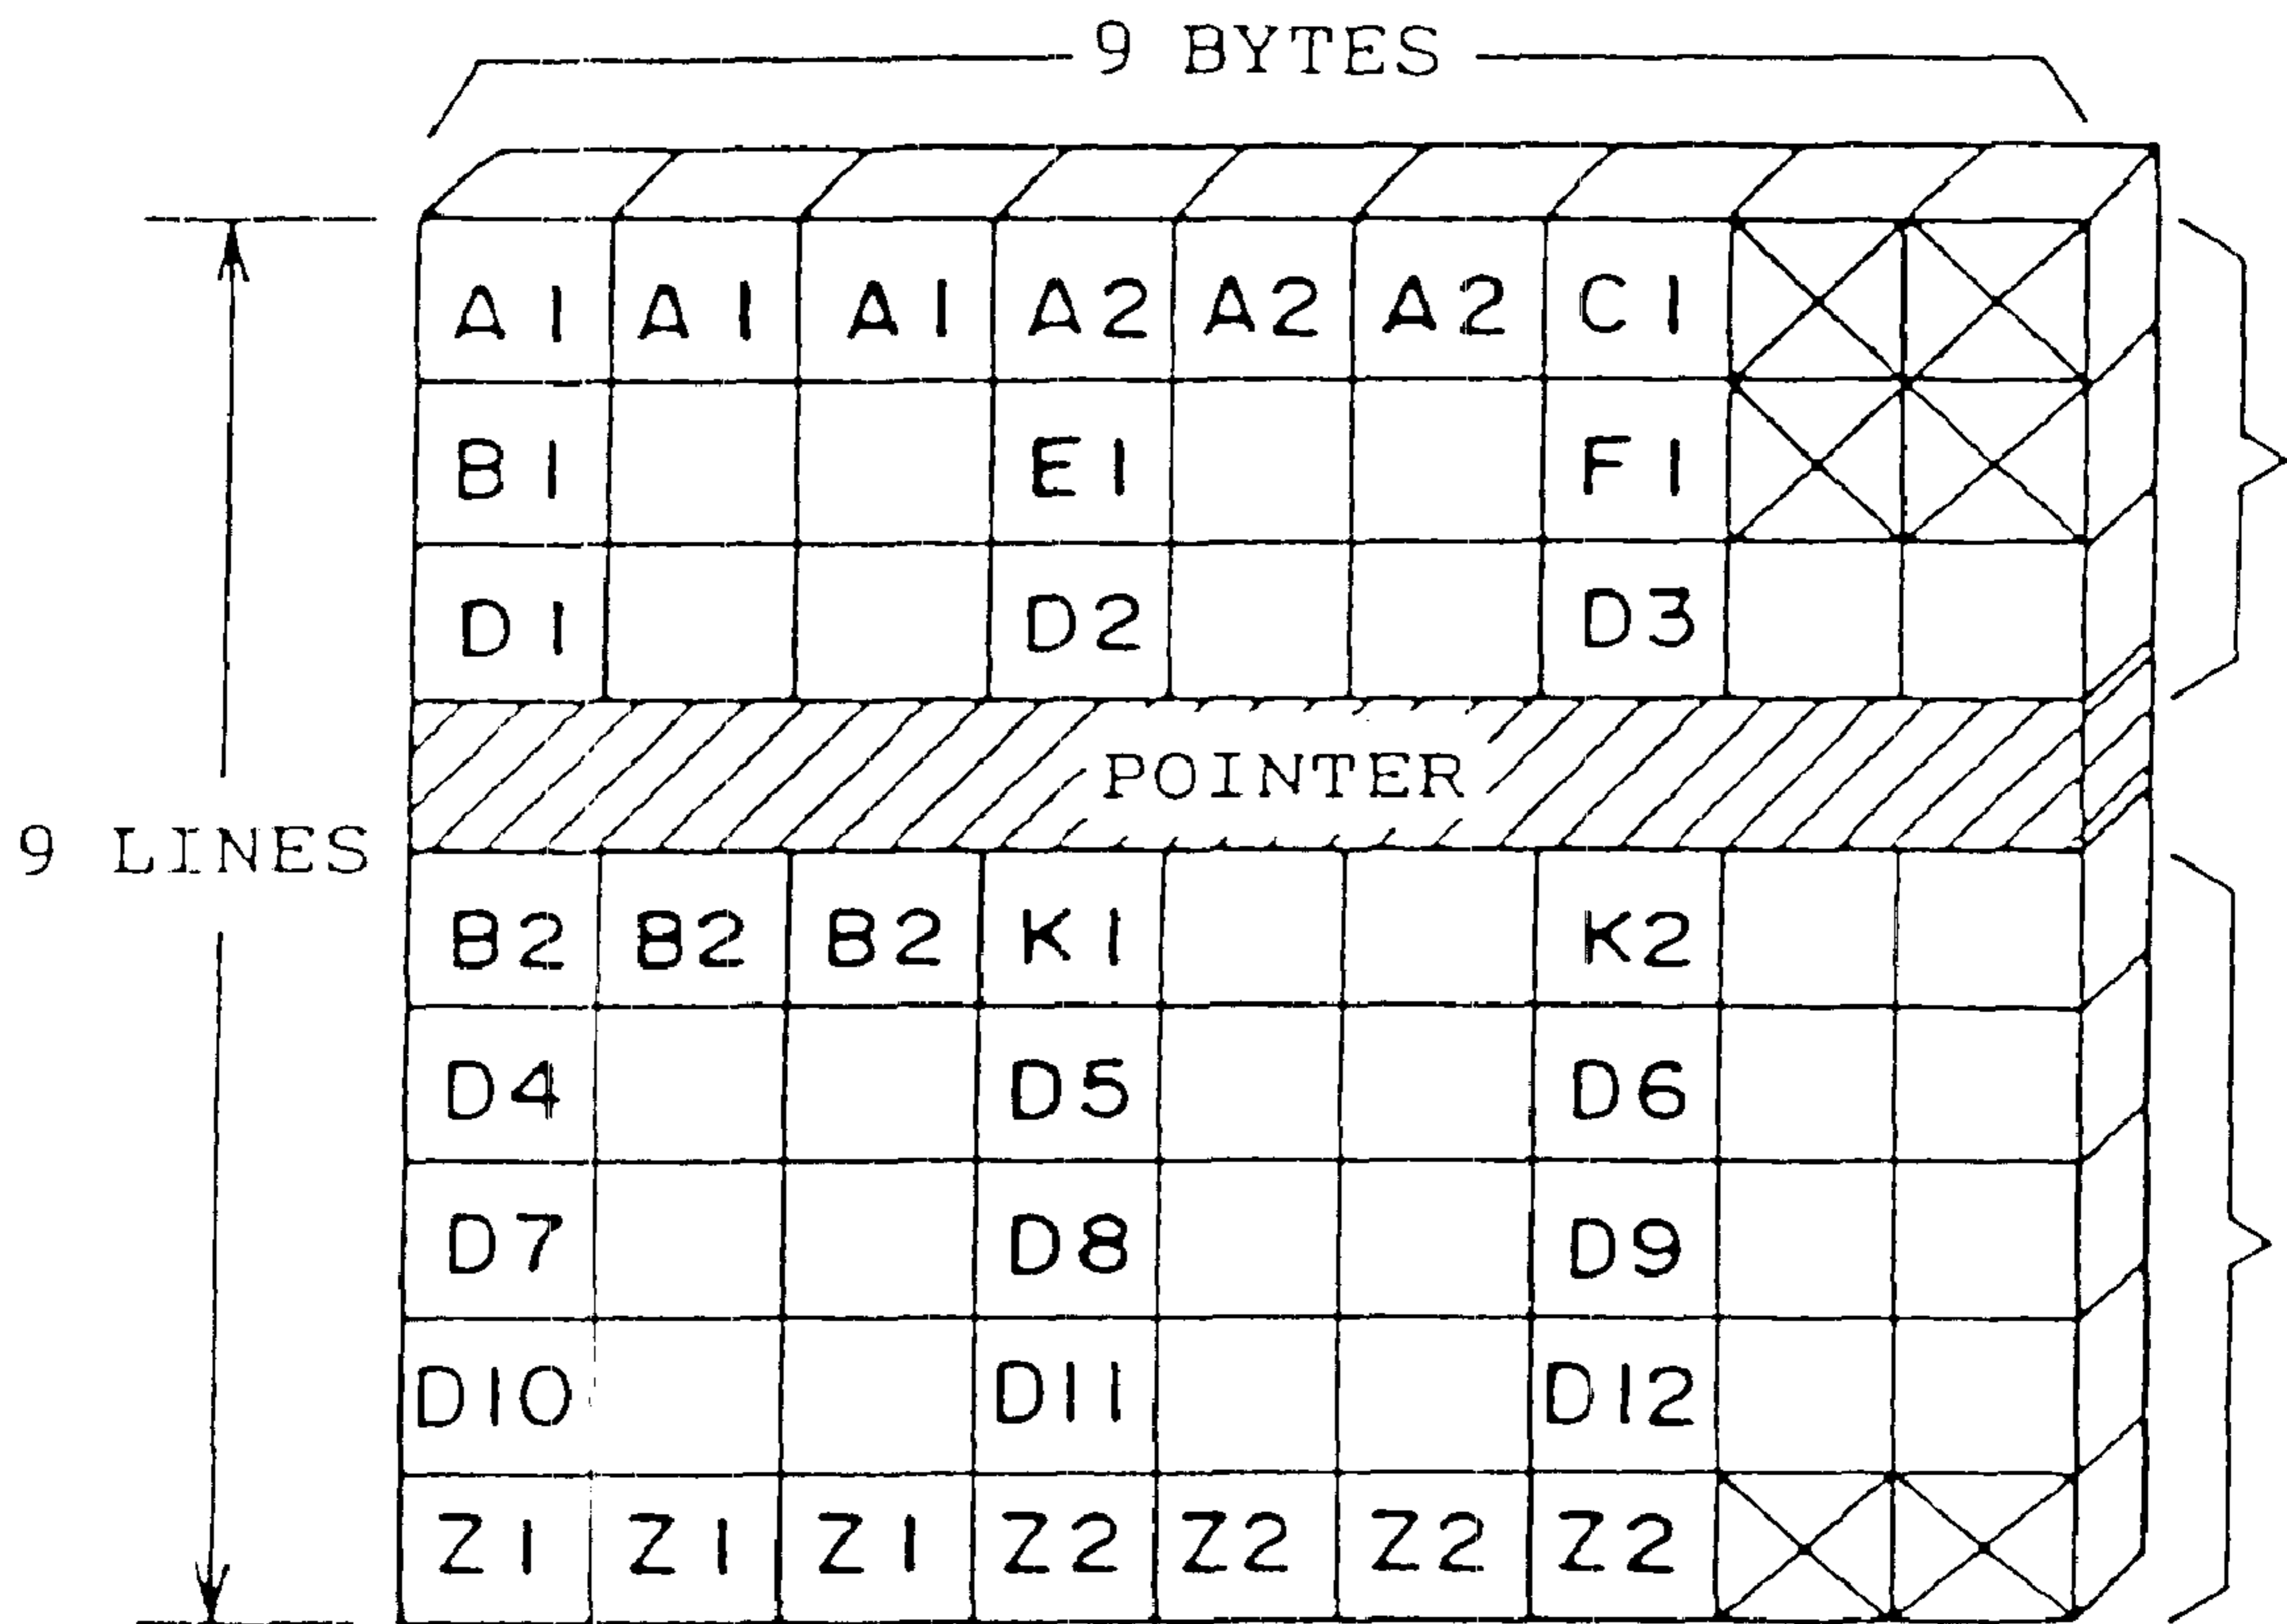 9 BYTES
A1 A1 A1 A2 A2 A2 C1
B1 E1 F1
D1 D2 D3
POINTER
9 LINES
B2 B2 B2 K1 K2
D4 D5 D6
D7 D8 D9
D10 D11 D12
Z1 Z1 Z1 Z2 Z2 Z2 Z2